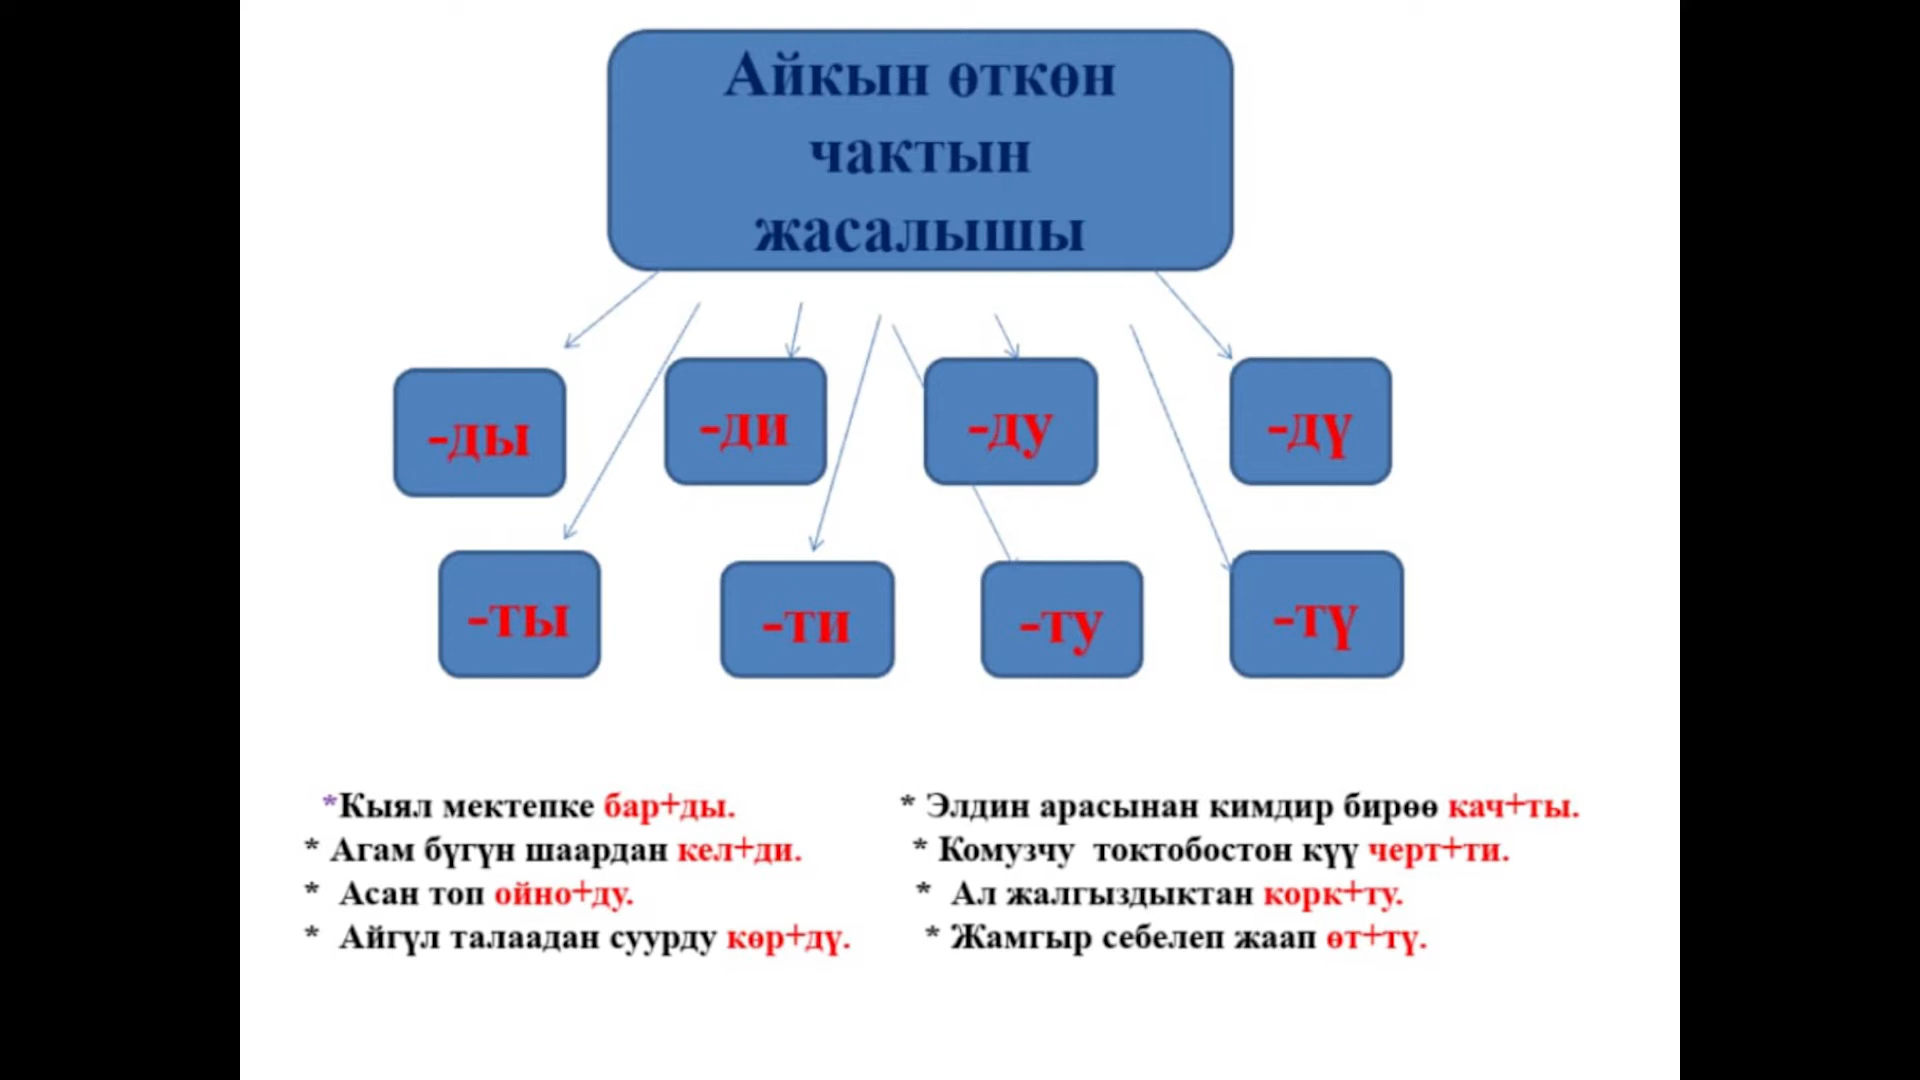 Айкын өткөн
чактын
жасалышы
-ды
-ди
-ду
-дү
-ты
-ти
-ту
-тү
*Кыял мектепке бар+ды.
* Агам бүгүн шаардан кел+ди.
* Асан топ ойно+ду.
* Айгүл талаадан суурду көр+дү.
* Элдин арасынан кимдир бирөө кач+ты.
* Комузчу токтобостон күү черт+ти.
* Ал жалгыздыктан корк+ту.
* Жамгыр себелеп жаап өт+тү.